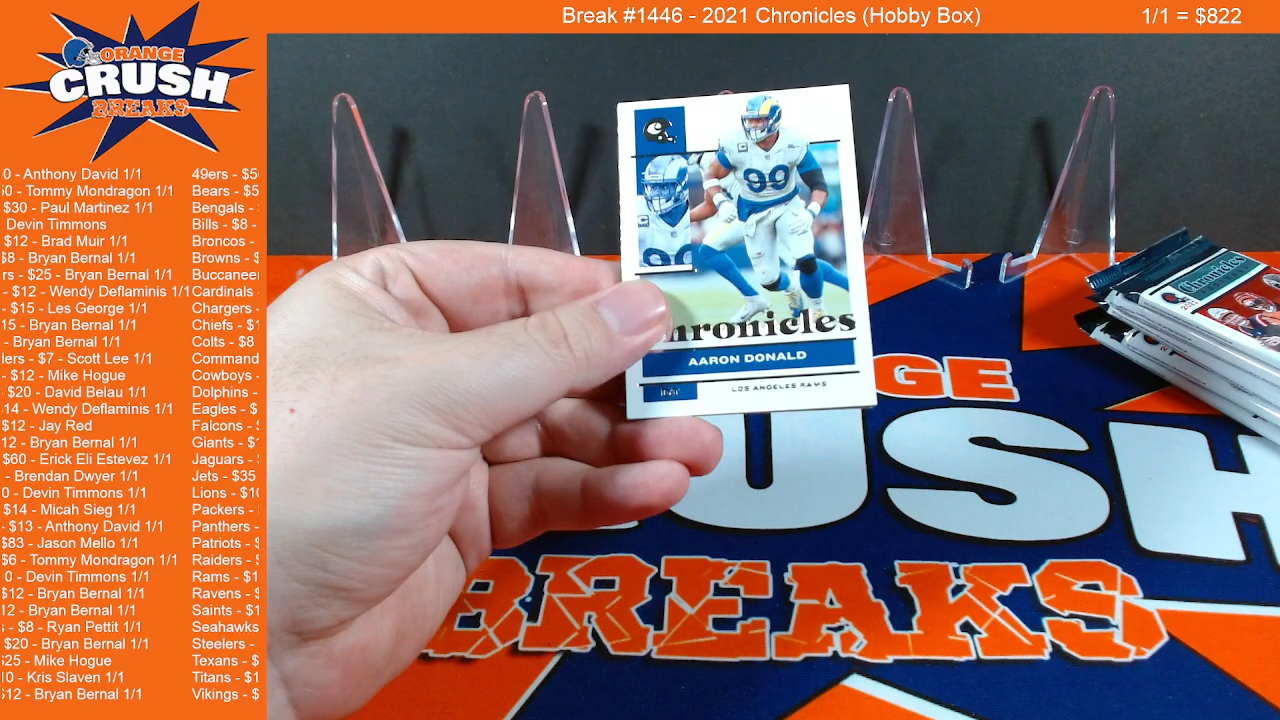 Break #1446 - 2021 Chronicles (Hobby Box)
1/1 = $822
ORANGE
CRUSH
BREAKS
0 - Anthony David 1/1 49ers - $5
0 - Tommy Mondragon 1/1 Bears - $5
$30 - Paul Martinez 1/1 Bengals -
Devin Timmons Bills - $8 -
$12 - Brad Muir 1/1 Broncos -
$8 - Bryan Bernal 1/1 Browns - $
rs - $25 - Bryan Bernal 1/1 Buccaneer
- $12 - Wendy Deflaminis 1/1 Cardinals
- $15 - Les George 1/1 Chargers
15 - Bryan Bernal 1/1 Chiefs - $1
- Bryan Bernal 1/1 Colts - $8
lers - $7 - Scott Lee 1/1 Command
- $12 - Mike Hogue Cowboys -
$20 - David Belau 1/1 Dolphins -
14 - Wendy Deflaminis 1/1 Eagles - $
$12 - Jay Red Falcons -
12 - Bryan Bernal 1/1 Giants - $1
$60 - Erick Eli Estevez 1/1 Jaguars -
- Brendan Dwyer 1/1 Jets - $35
0 - Devin Timmons 1/1 Lions - $10
$14 - Micah Sieg 1/1 Packers -
- $13 - Anthony David 1/1 Panthers -
$83 - Jason Mello 1/1 Patriots - $
$6 - Tommy Mondragon 1/1 Raiders -
0 - Devin Timmons 1/1 Rams - $1
$12 - Bryan Bernal 1/1 Ravens - $
12 - Bryan Bernal 1/1 Saints - $1
- $8 - Ryan Pettit 1/1 Seahawks
$20 - Bryan Bernal 1/1 Steelers -
$25 - Mike Hogue Texans - $
10 - Kris Slaven 1/1 Titans - $1
$12 - Bryan Bernal 1/1 Vikings - $
99
hronicles
AARON DONALD
LOS ANGELES RAMS
Chronicles
GE
USH
BREAKS